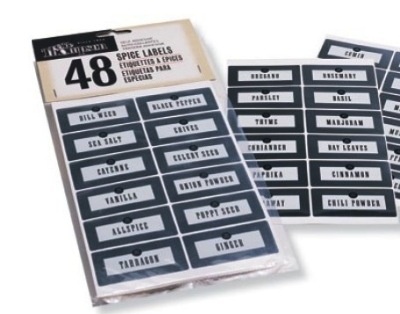 48 SPICE LABELS
ETIQUETTES À ÉPICES
ETIQUETAS PARA
ESPECIAS
DILL WEED
BLACK PEPPER
SEA SALT
CHIVES
CAYENNE
CELERY SEED
VANILLA
ONION POWDER
ALLSPICE
POPPY SEED
TARRAGON
GINGER
OREGANO
ROSEMARY
PARSLEY
BASIL
THYME
MARJORAM
CORIANDER
BAY LEAVES
PAPRIKA
CINNAMON
AWAY
CHILI POWDER
CUMIN